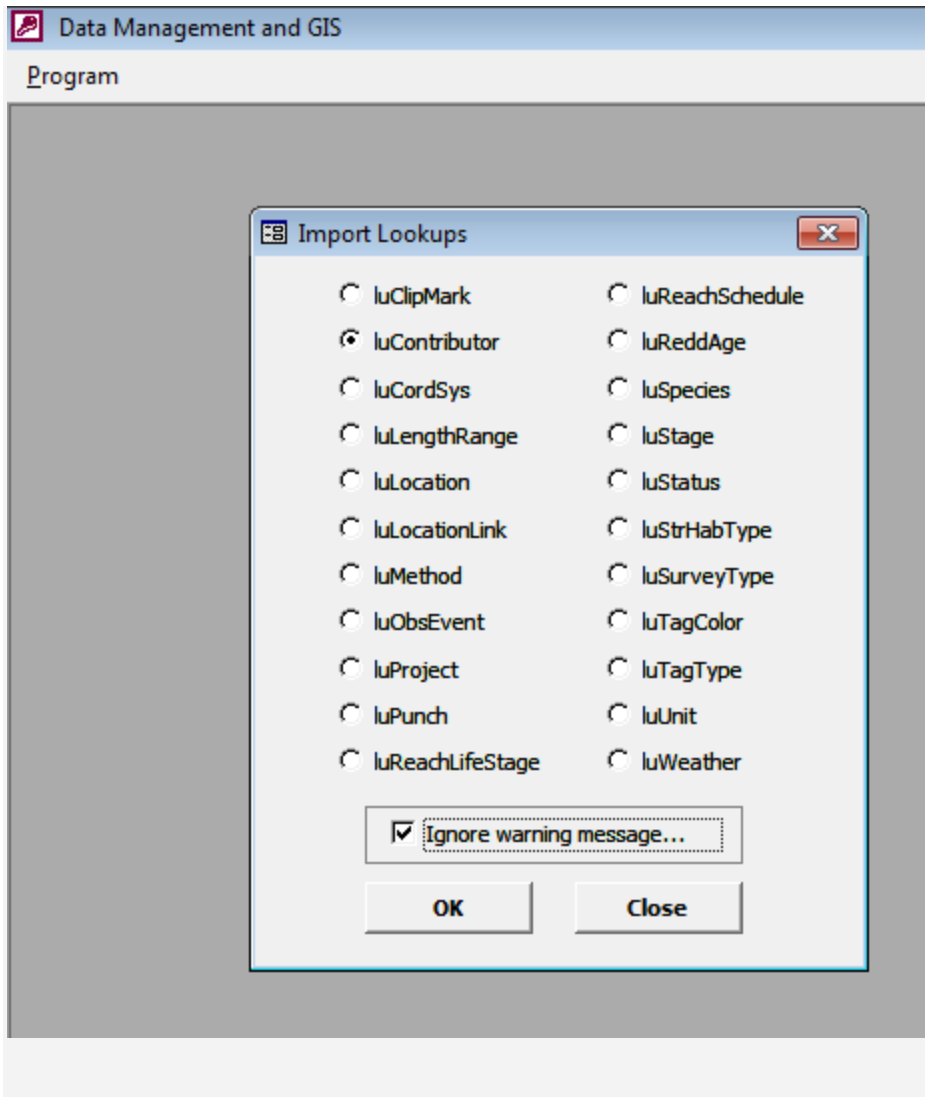 Data Management and GIS
Program
Import Lookups
luClipMark
luContributor
luCordSys
luLengthRange
luLocation
luLocationLink
luMethod
luObsEvent
luProject
luPunch
luReachLifeStage
luReachSchedule
luReddAge
luSpecies
luStage
luStatus
luStrHabType
luSurveyType
luTagColor
luTagType
luUnit
luWeather
Ignore warning message...
OK
Close